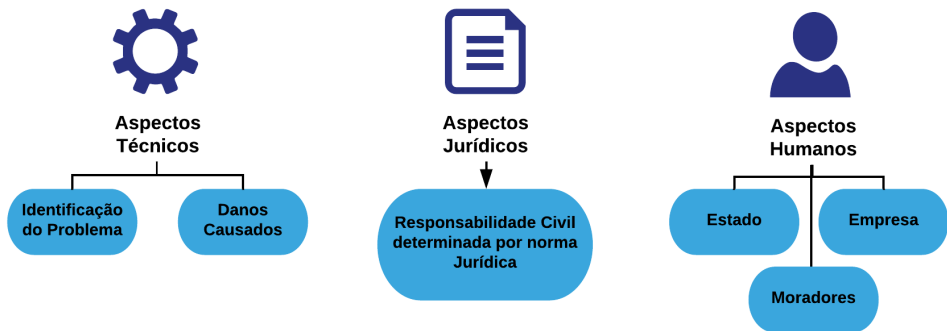 Aspectos
Técnicos
Identificação
do Problema
Danos
Causados
Aspectos
Jurídicos
Responsabilidade Civil
determinada por norma
Jurídica
Aspectos
Humanos
Estado
Empresa
Moradores